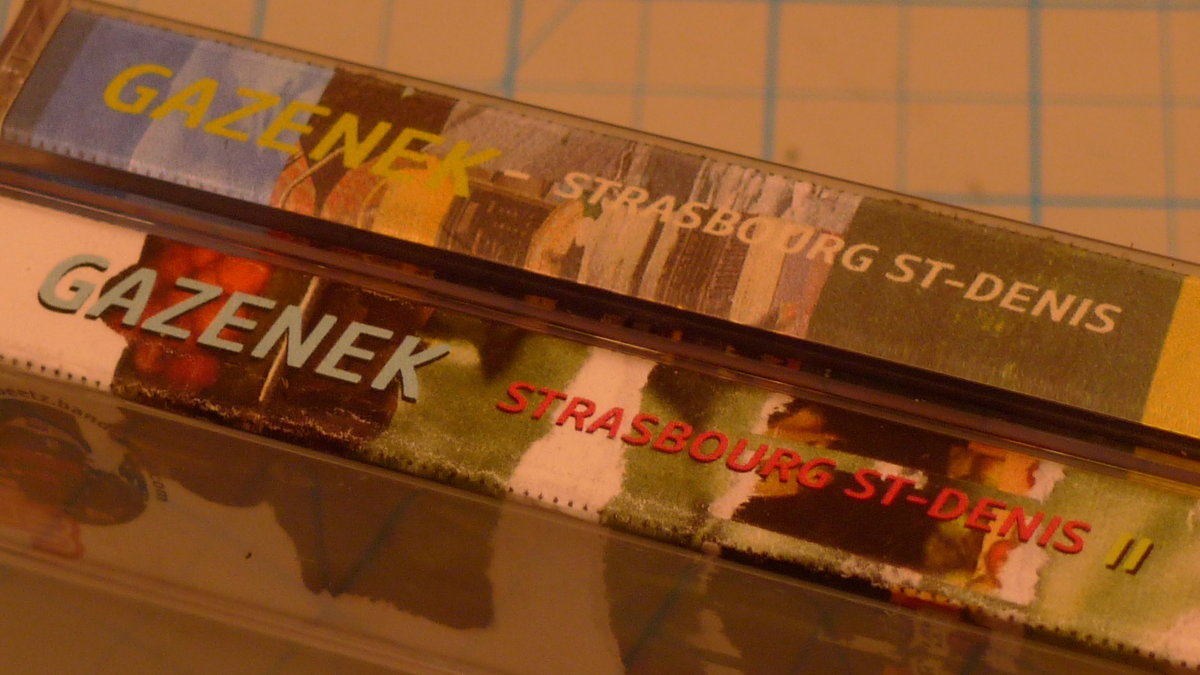 GAZENEK – STRASBOURG ST-DENIS
GAZENEK STRASBOURG ST-DENIS II